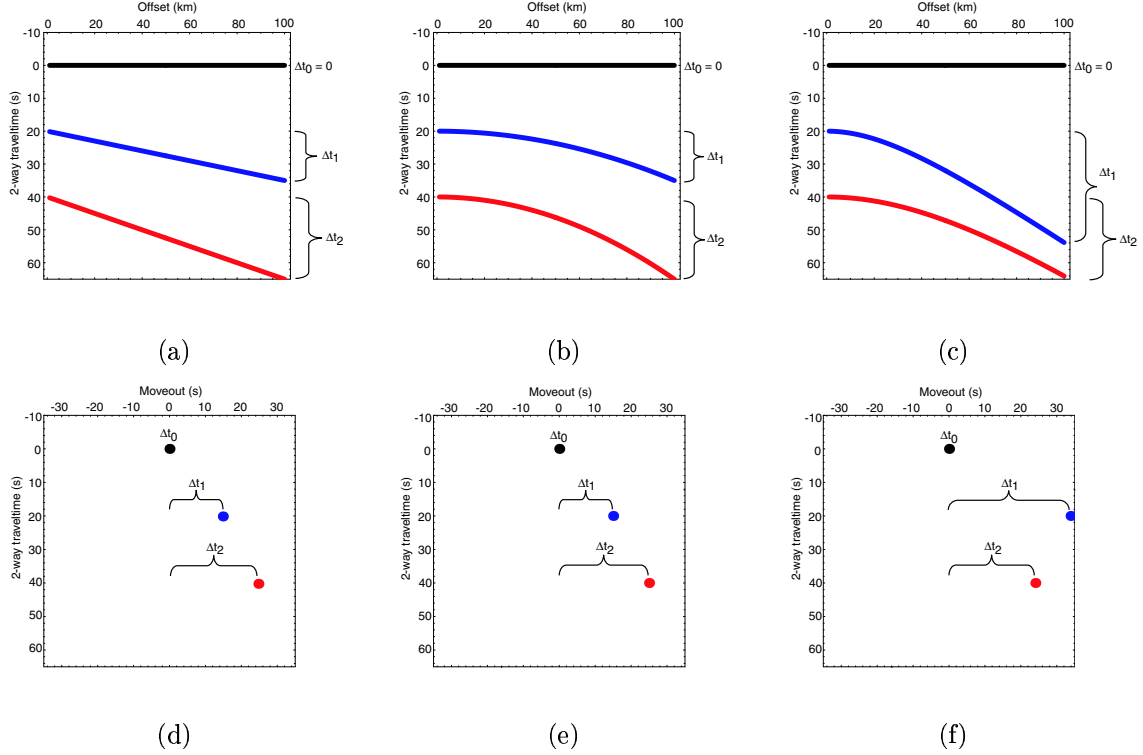 Offset (km)
0 20 40 60 80 100
-10
0
10
20
30
40
50
60
2-way traveltime (s)
Δt0 = 0
Δt1
Δt2
(a)
Offset (km)
0 20 40 60 80 100
-10
0
10
20
30
40
50
60
2-way traveltime (s)
Δt0 = 0
Δt1
Δt2
(b)
Offset (km)
0 20 40 60 80 100
-10
0
10
20
30
40
50
60
2-way traveltime (s)
Δt0 = 0
Δt1
Δt2
(c)
Moveout (s)
-30 -20 -10 0 10 20 30
-10
0
10
20
30
40
50
60
2-way traveltime (s)
Δt0
Δt1
Δt2
(d)
Moveout (s)
-30 -20 -10 0 10 20 30
-10
0
10
20
30
40
50
60
2-way traveltime (s)
Δt0
Δt1
Δt2
(e)
Moveout (s)
-30 -20 -10 0 10 20 30
-10
0
10
20
30
40
50
60
2-way traveltime (s)
Δt0
Δt1
Δt2
(f)